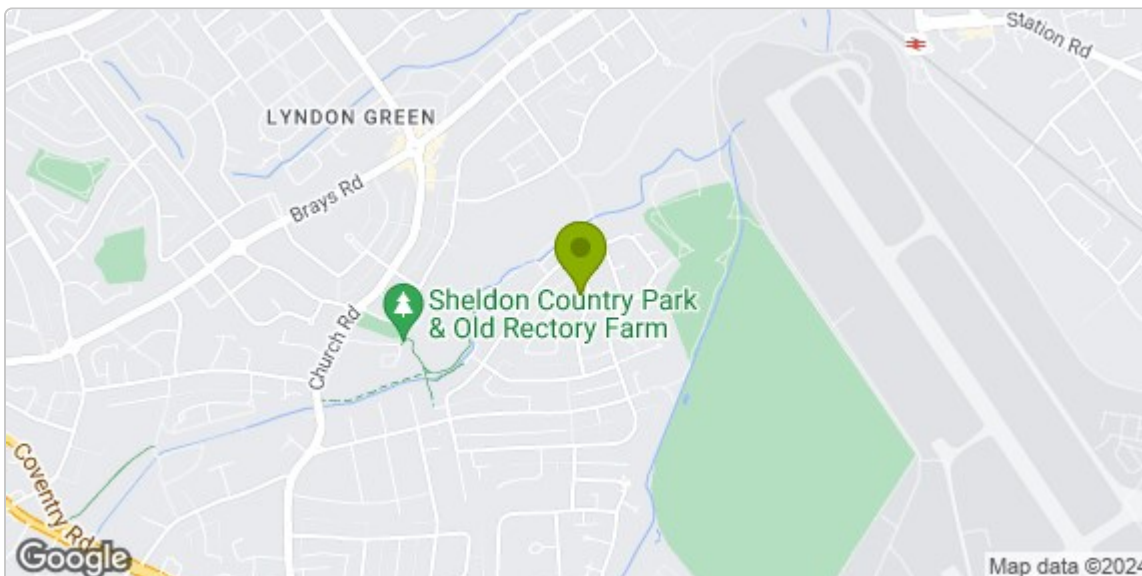 Station Rd
LYNDON GREEN
Brays Rd
Sheldon Country Park
& Old Rectory Farm
Church Rd
Coventry Rd
Google
Map data ©2024